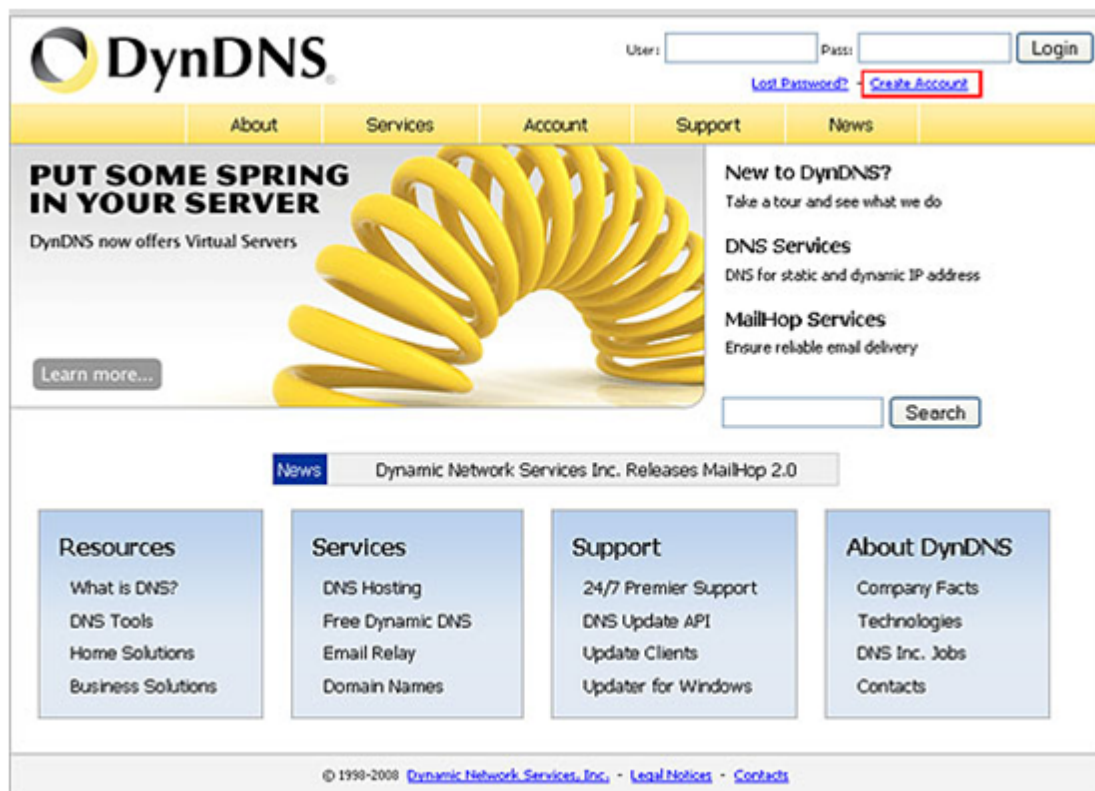 DynDNS
User: Pass: Login
Lost Password? - Create Account
About Services Account Support News
PUT SOME SPRING
IN YOUR SERVER
DynDNS now offers Virtual Servers
Learn more...
New to DynDNS?
Take a tour and see what we do
DNS Services
DNS for static and dynamic IP address
MailHop Services
Ensure reliable email delivery
Search
News Dynamic Network Services Inc. Releases MailHop 2.0
Resources
What is DNS?
DNS Tools
Home Solutions
Business Solutions
Services
DNS Hosting
Free Dynamic DNS
Email Relay
Domain Names
Support
24/7 Premier Support
DNS Update API
Update Clients
Updater for Windows
About DynDNS
Company Facts
Technologies
DNS Inc. Jobs
Contacts
© 1998-2008 Dynamic Network Services, Inc. - Legal Notices - Contacts